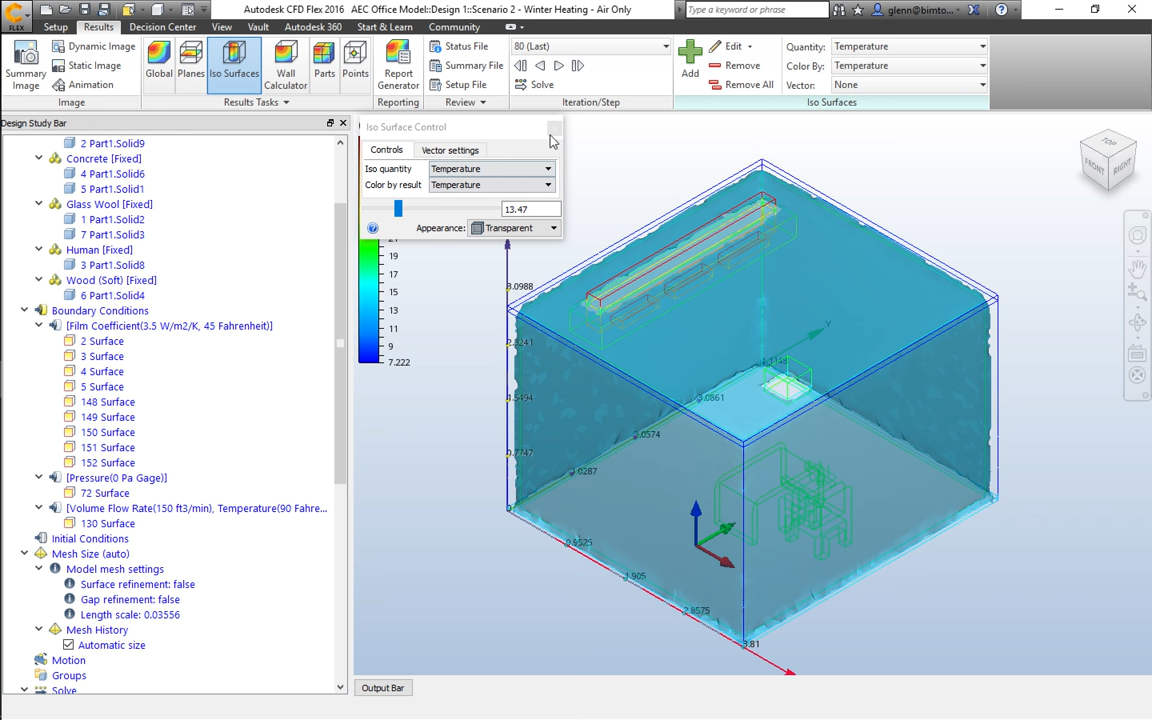 Autodesk CFD Flex 2016 AEC Office Model::Design 1::Scenario 2 - Winter Heating - Air Only
Type a keyword or phrase
glenn@bimto...
FLEX
Setup Results Decision Center View Vault Autodesk 360 Start & Learn Community
Summary Image
Dynamic Image
Static Image
Animation
Image
Global Planes Iso Surfaces Wall Calculator Parts Points
Results Tasks
Report Generator
Reporting
Status File
Summary File
Setup File
Review
80 (Last)
Solve
Iteration/Step
Add
Edit
Remove
Remove All
Quantity: Temperature
Color By: Temperature
Vector: None
Iso Surfaces
Design Study Bar
2 Part1.Solid9
Concrete [Fixed]
4 Part1.Solid6
5 Part1.Solid1
Glass Wool [Fixed]
1 Part1.Solid2
7 Part1.Solid3
Human [Fixed]
3 Part1.Solid8
Wood (Soft) [Fixed]
6 Part1.Solid4
Boundary Conditions
[Film Coefficient(3.5 W/m2/K, 45 Fahrenheit)]
2 Surface
3 Surface
4 Surface
5 Surface
148 Surface
149 Surface
150 Surface
151 Surface
152 Surface
[Pressure(0 Pa Gage)]
72 Surface
[Volume Flow Rate(150 ft3/min), Temperature(90 Fahre...
130 Surface
Initial Conditions
Mesh Size (auto)
Model mesh settings
Surface refinement: false
Gap refinement: false
Length scale: 0.03556
Mesh History
Automatic size
Motion
Groups
Solve
Iso Surface Control
Controls Vector settings
Iso quantity Temperature
Color by result Temperature
13.47
Appearance: Transparent
19
17
15
13
11
9
7.222
3.0988
1.5494
0.7747
3.0861
2.0574
1.0287
0.9525
1.905
2.8575
3.81
Y
TOP
FRONT
RIGHT
Output Bar